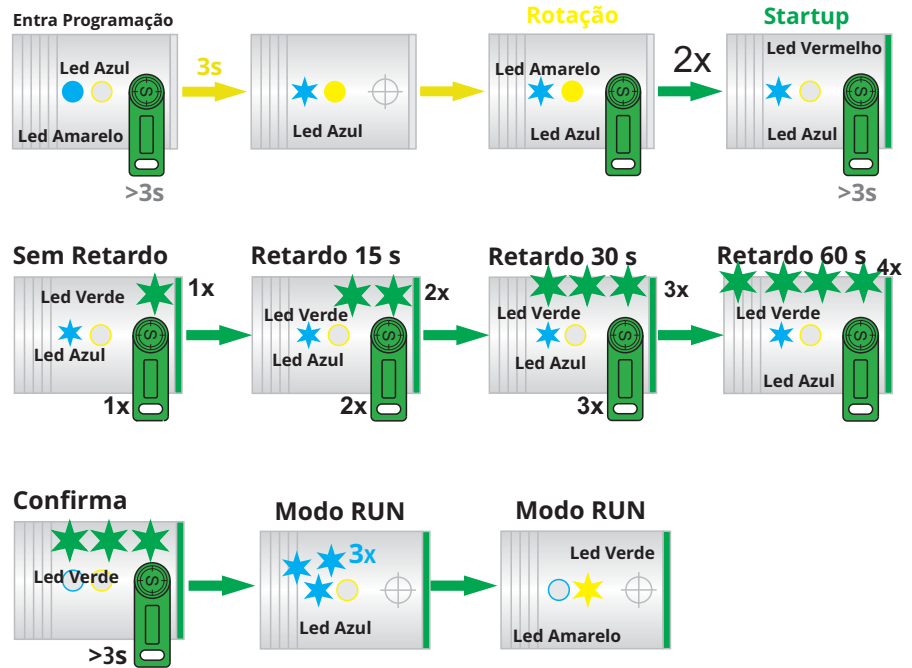 Entra Programação
Rotação
Startup
Led Azul
Led Amarelo
S
>3s
3s
Led Azul
Led Amarelo
Led Azul
S
2x
Led Vermelho
Led Azul
S
>3s
Sem Retardo
Retardo 15 s
Retardo 30 s
Retardo 60 s
Led Verde
1x
Led Azul
S
1x
Led Verde
2x
Led Azul
S
2x
Led Verde
3x
Led Azul
S
3x
4x
Led Verde
Led Azul
S
Confirma
Modo RUN
Modo RUN
Led Verde
S
>3s
3x
Led Azul
Led Verde
Led Amarelo